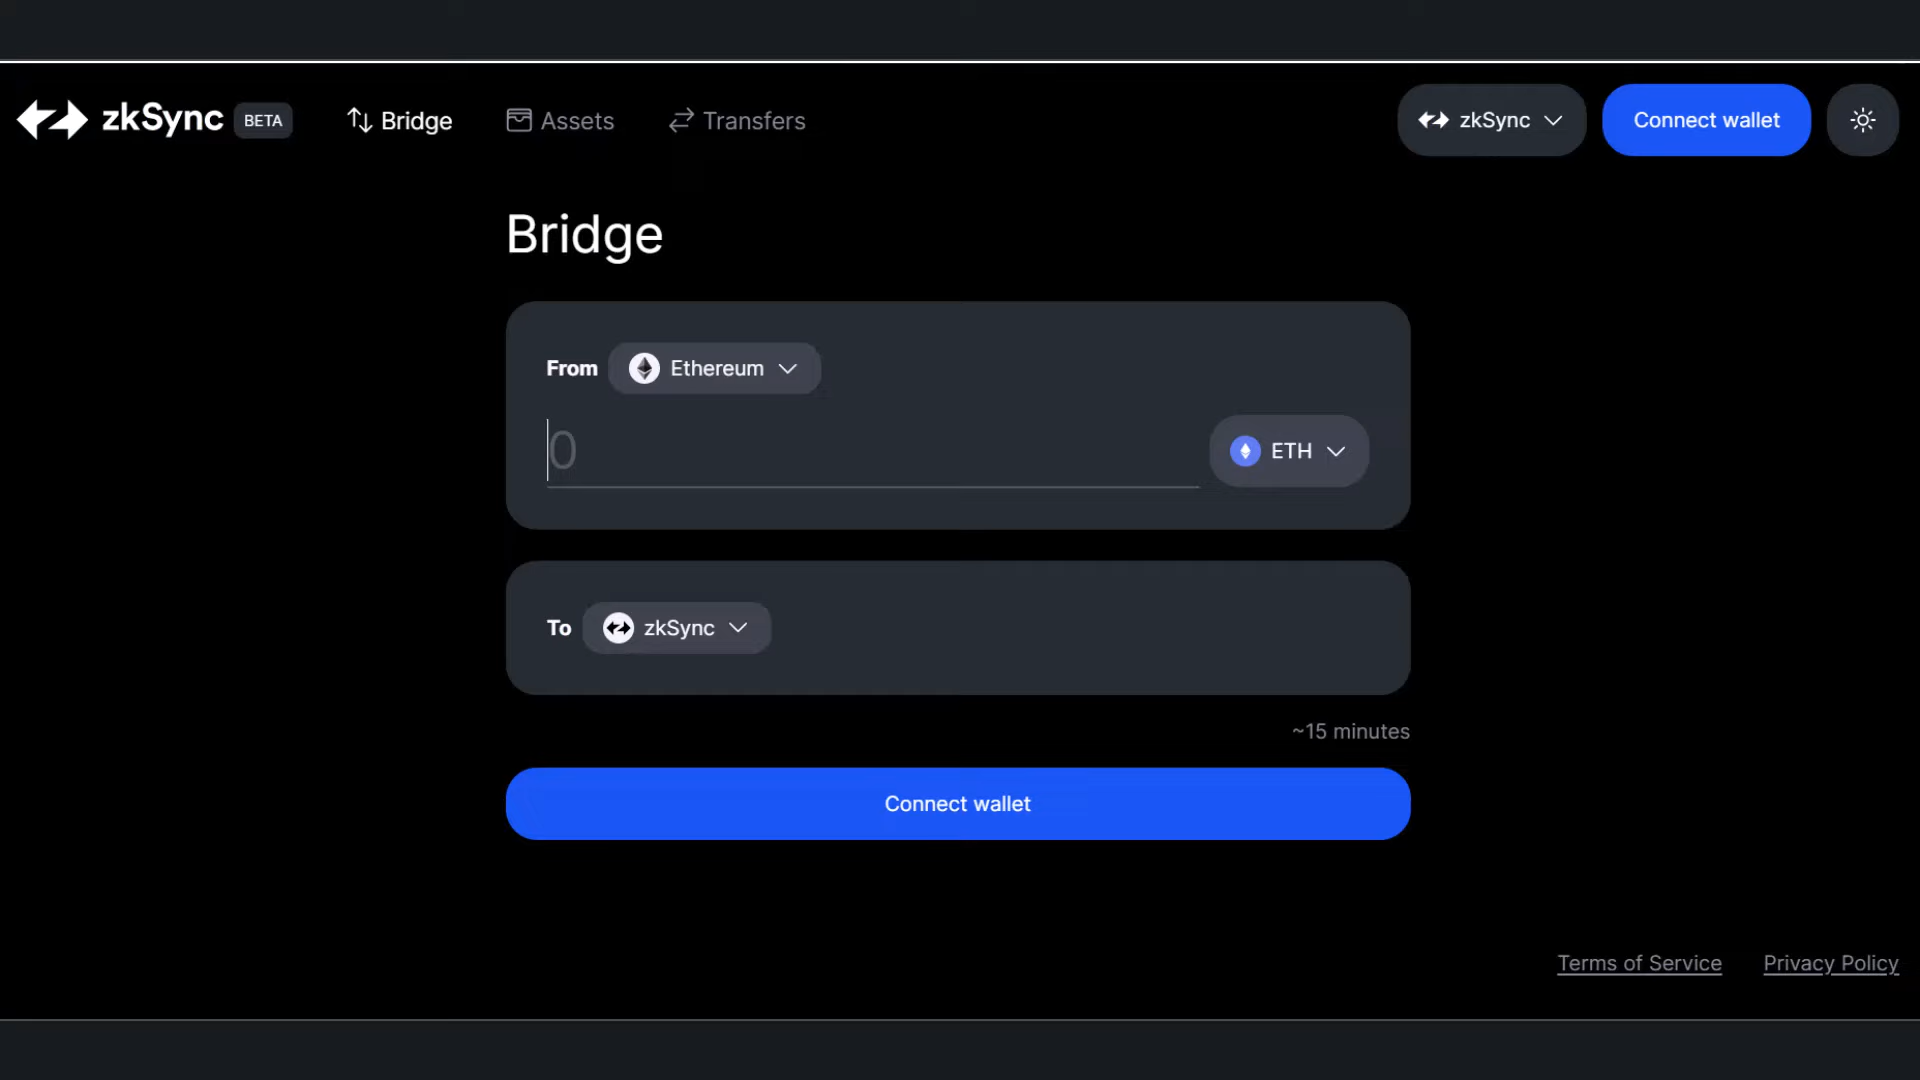 zkSync BETA Bridge Assets Transfers zkSync Connect wallet
Bridge
From Ethereum
0 ETH
To zkSync
~15 minutes
Connect wallet
Terms of Service Privacy Policy